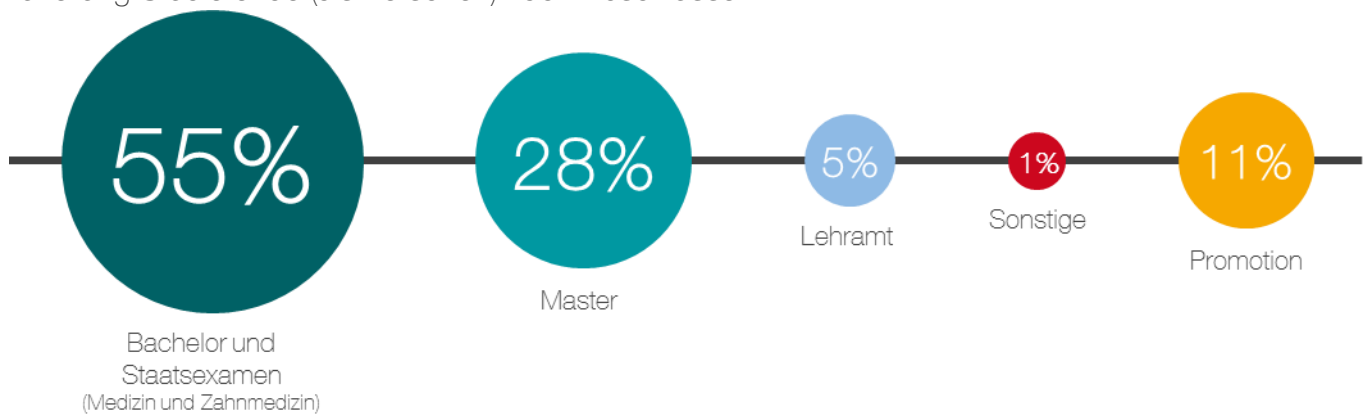 55%
28%
5%
1%
11%
Bachelor und
Staatsexamen
(Medizin und Zahnmedizin)
Master
Lehramt
Sonstige
Promotion